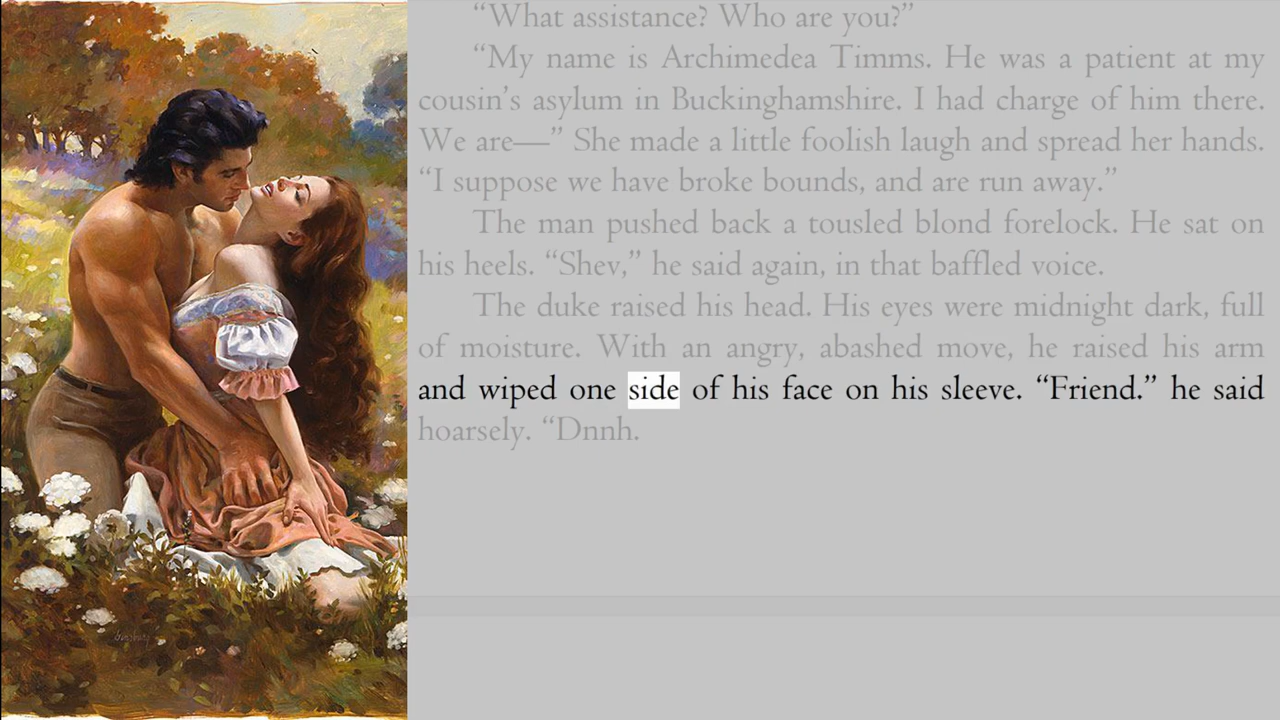 “What assistance? Who are you?”
“My name is Archimedea Timms. He was a patient at my
cousin’s asylum in Buckinghamshire. I had charge of him there.
We are—” She made a little foolish laugh and spread her hands.
“I suppose we have broke bounds, and are run away.”
The man pushed back a tousled blond forelock. He sat on
his heels. “Shev,” he said again, in that baffled voice.
The duke raised his head. His eyes were midnight dark, full
of moisture. With an angry, abashed move, he raised his arm
and wiped one side of his face on his sleeve. “Friend.” he said
hoarsely. “Dnnh.